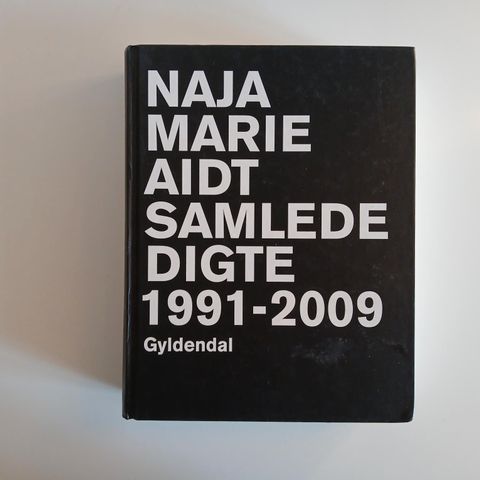 NAJA
MARIE
AIDT
SAMLEDE
DIGTE
1991-2009
Gyldendal